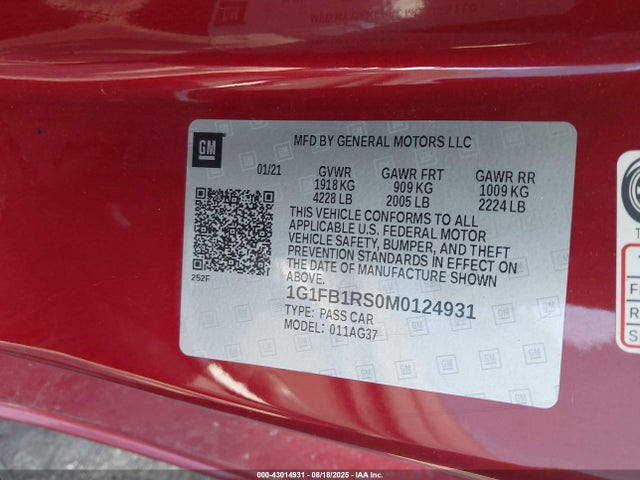 GM
MFD BY GENERAL MOTORS LLC
01/21
GVWR GAWR FRT GAWR RR
1918 KG 909 KG 1009 KG
4228 LB 2005 LB 2224 LB
THIS VEHICLE CONFORMS TO ALL
APPLICABLE U.S. FEDERAL MOTOR
VEHICLE SAFETY, BUMPER, AND THEFT
PREVENTION STANDARDS IN EFFECT ON
THE DATE OF MANUFACTURE SHOWN
ABOVE.
252F
1G1FB1RS0M0124931
TYPE: PASS CAR
MODEL: 011AG37
000-43014931 - 08/18/2025 - IAA Inc.